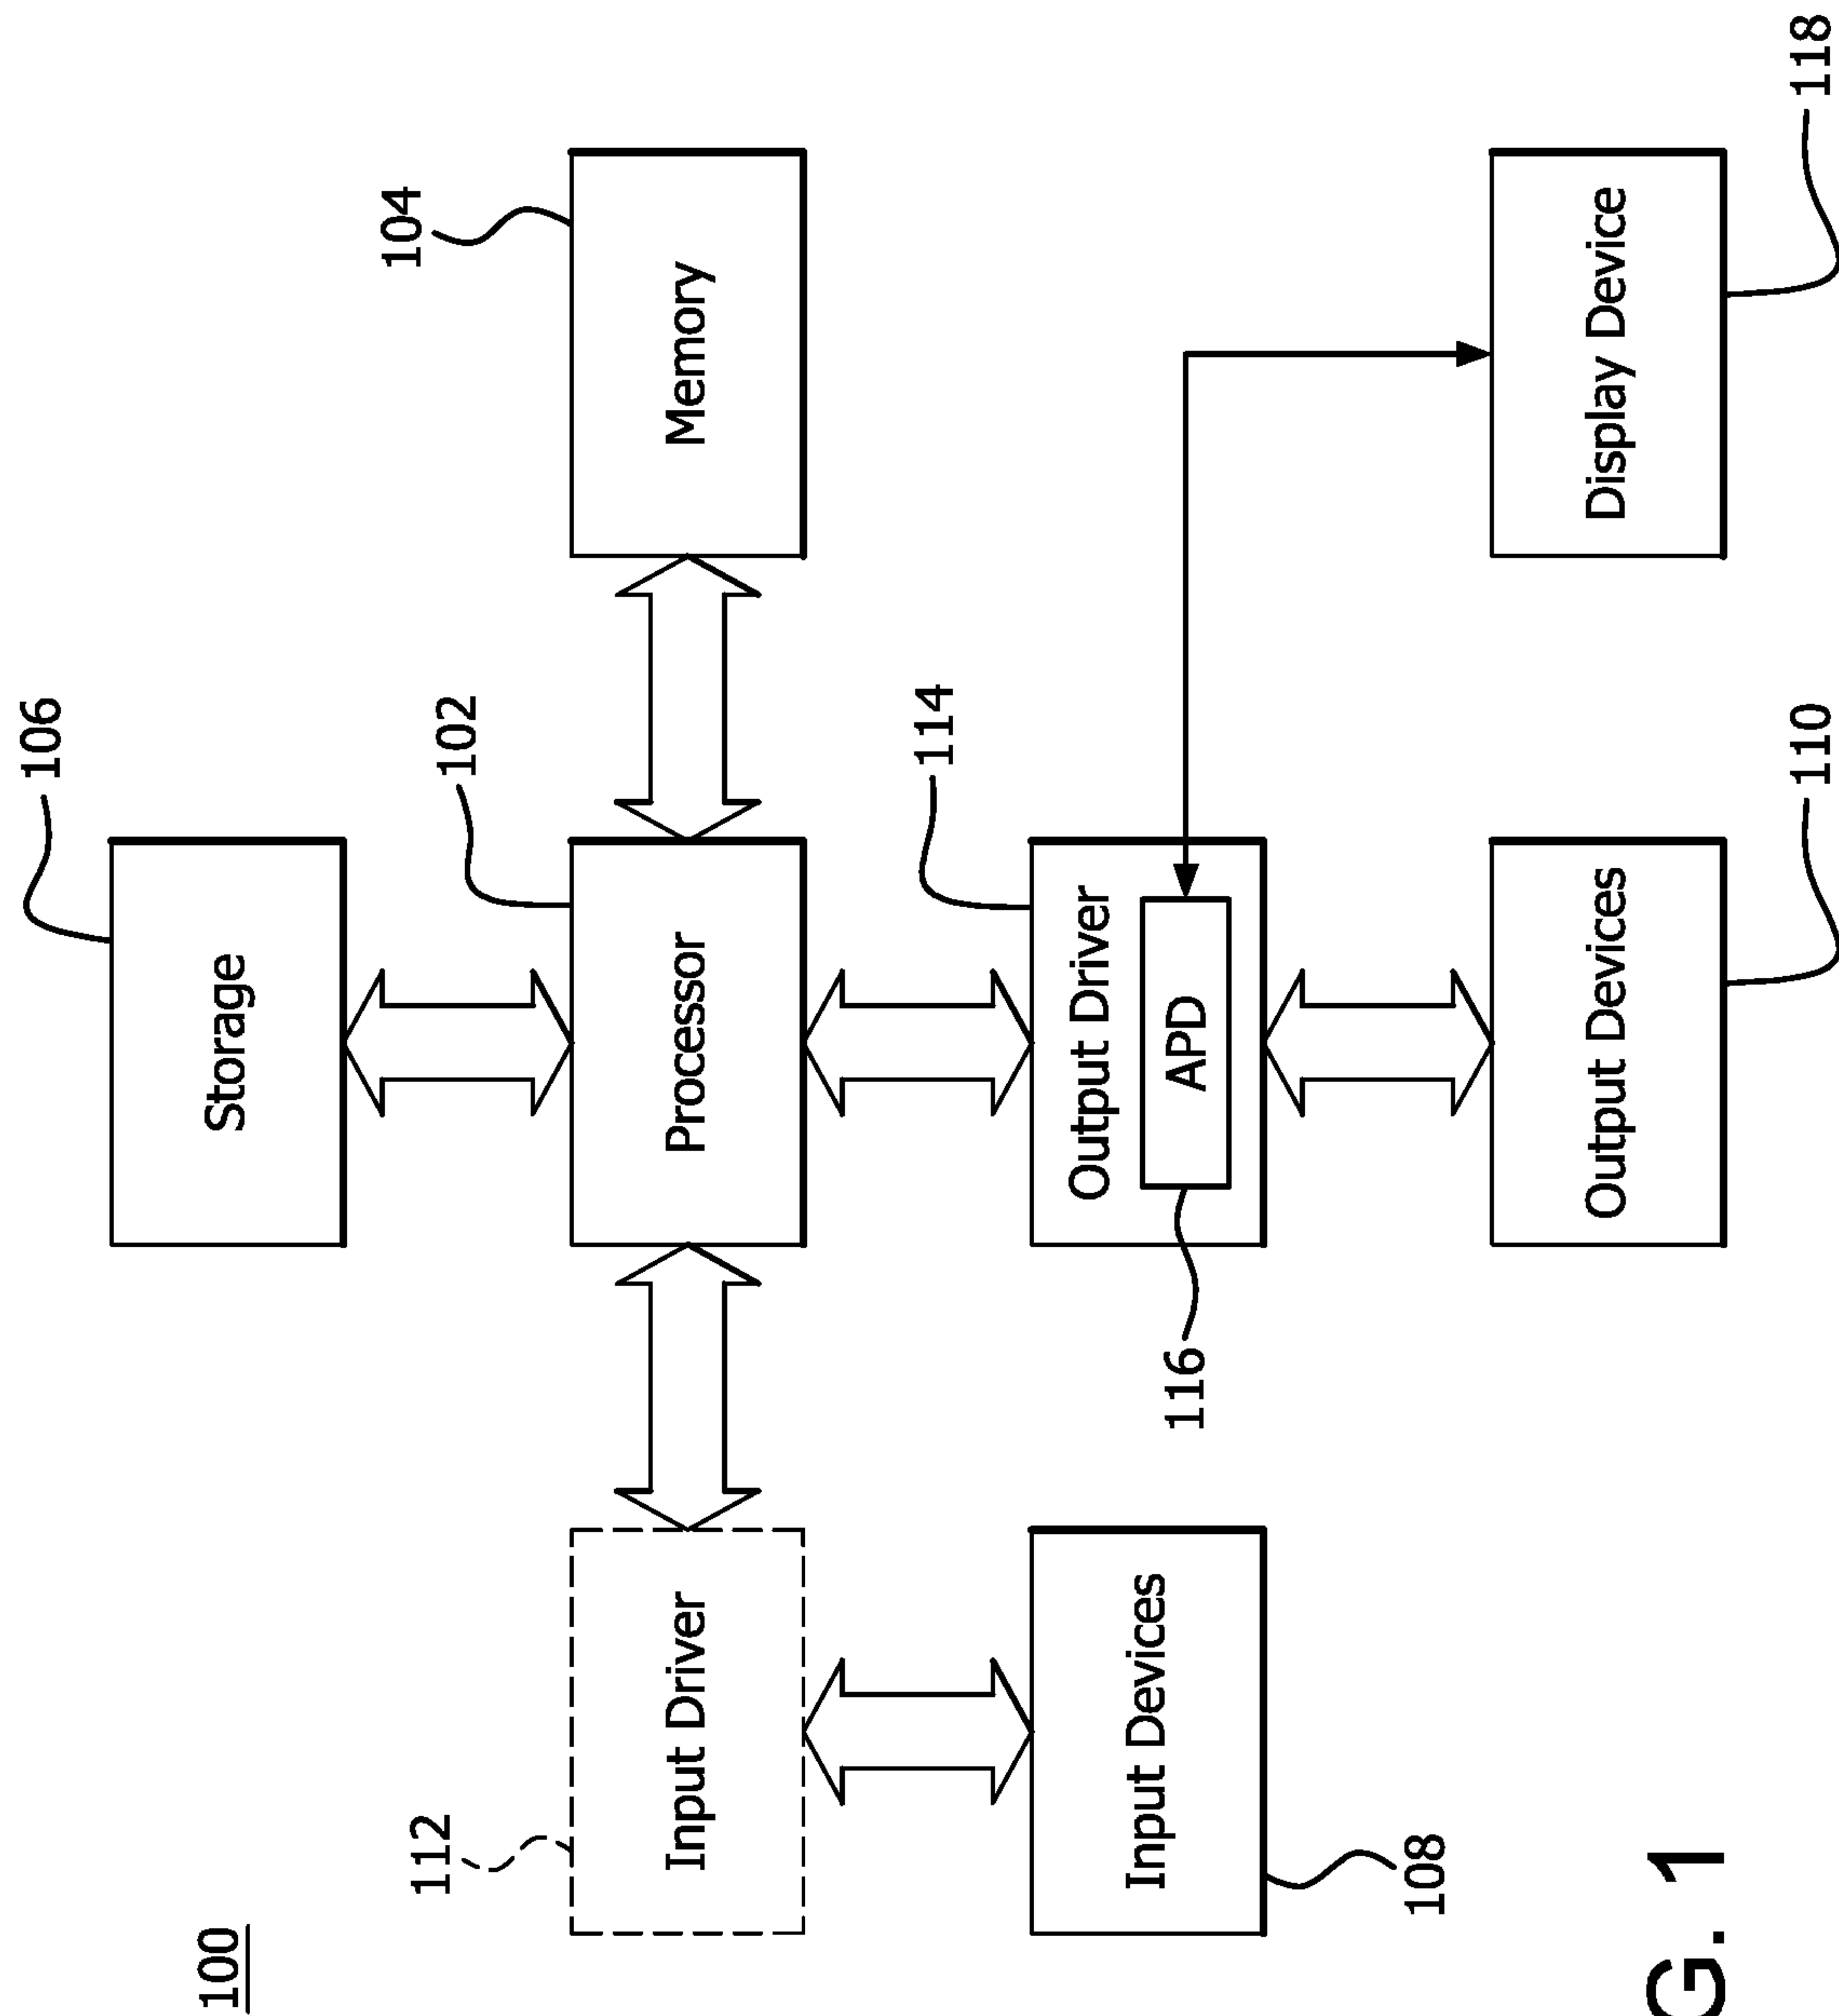 106
100
Storage
104
112
102
Input Driver
Processor
Memory
114
Output Driver
Input Devices
116
APD
108
Output Devices
Display Device
G. 1
110
118